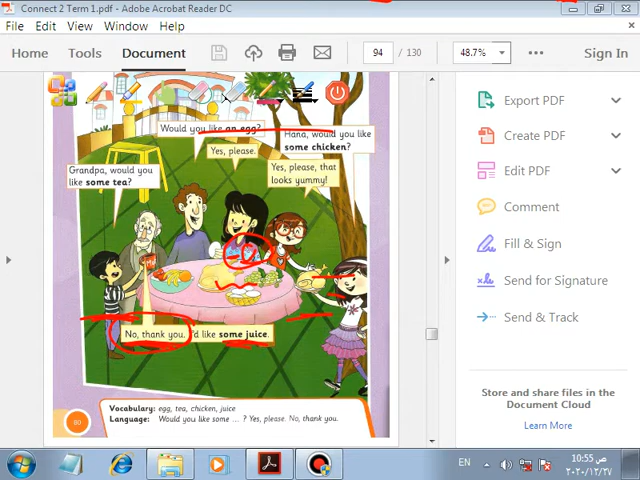 Connect 2 Term 1.pdf - Adobe Acrobat Reader DC
File Edit View Window Help
Home Tools Document 94 / 130 48.7% Sign In
Export PDF
Create PDF
Edit PDF
Comment
Fill & Sign
Send for Signature
Send & Track
Store and share files in the
Document Cloud
Learn More
Would you like an egg?
Hana, would you like
some chicken?
Yes, please.
Grandpa, would you
like some tea?
Yes, please, that
looks yummy!
No, thank you, I'd like some juice.
80
Vocabulary: egg, tea, chicken, juice
Language: Would you like some ... ? Yes, please. No, thank you.
EN
10:55 ص
٢٠٢٠/١٢/٢٧